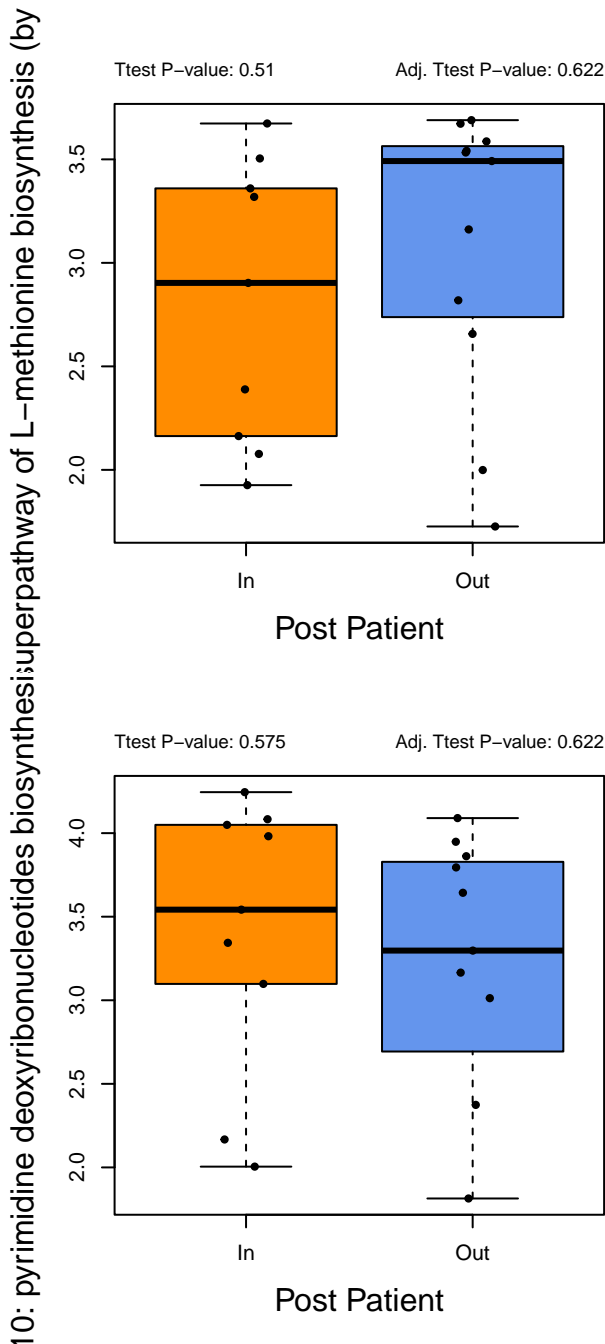 Ttest P−value: 0.51
Adj. Ttest P−value: 0.622
superpathway of L−methionine biosynthesis (by
3.5
3.0
2.5
2.0
In
Out
Post Patient
Ttest P−value: 0.575
Adj. Ttest P−value: 0.622
10: pyrimidine deoxyribonucleotides biosynthesis
4.0
3.5
3.0
2.5
2.0
In
Out
Post Patient